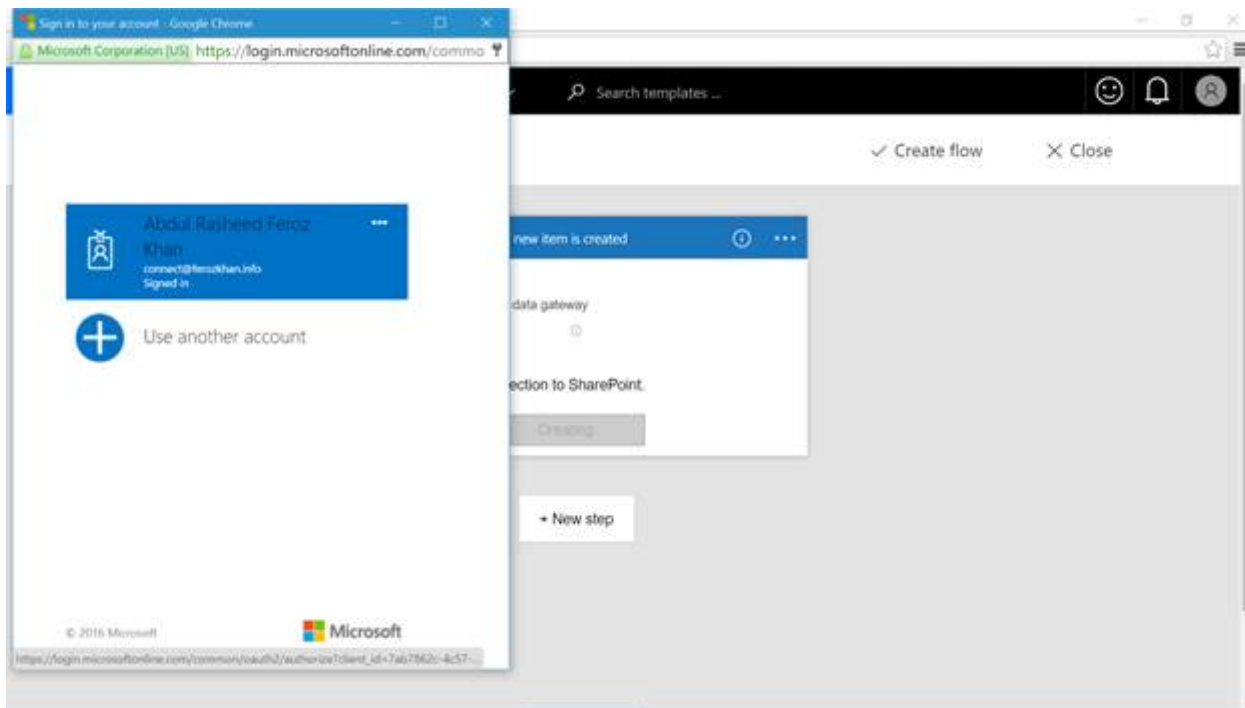 Sign in to your account - Google Chrome
Microsoft Corporation [US] https://login.microsoftonline.com/commo
Search templates ...
Create flow
Close
Abdul Rasheed Feroz
Khan
connect@ferozkhan.info
Signed in
Use another account
new item is created
data gateway
ection to SharePoint.
Creating...
+ New step
© 2016 Microsoft
Microsoft
https://login.microsoftonline.com/common/oauth2/authorize?client_id=7ab7862c-4c57-...